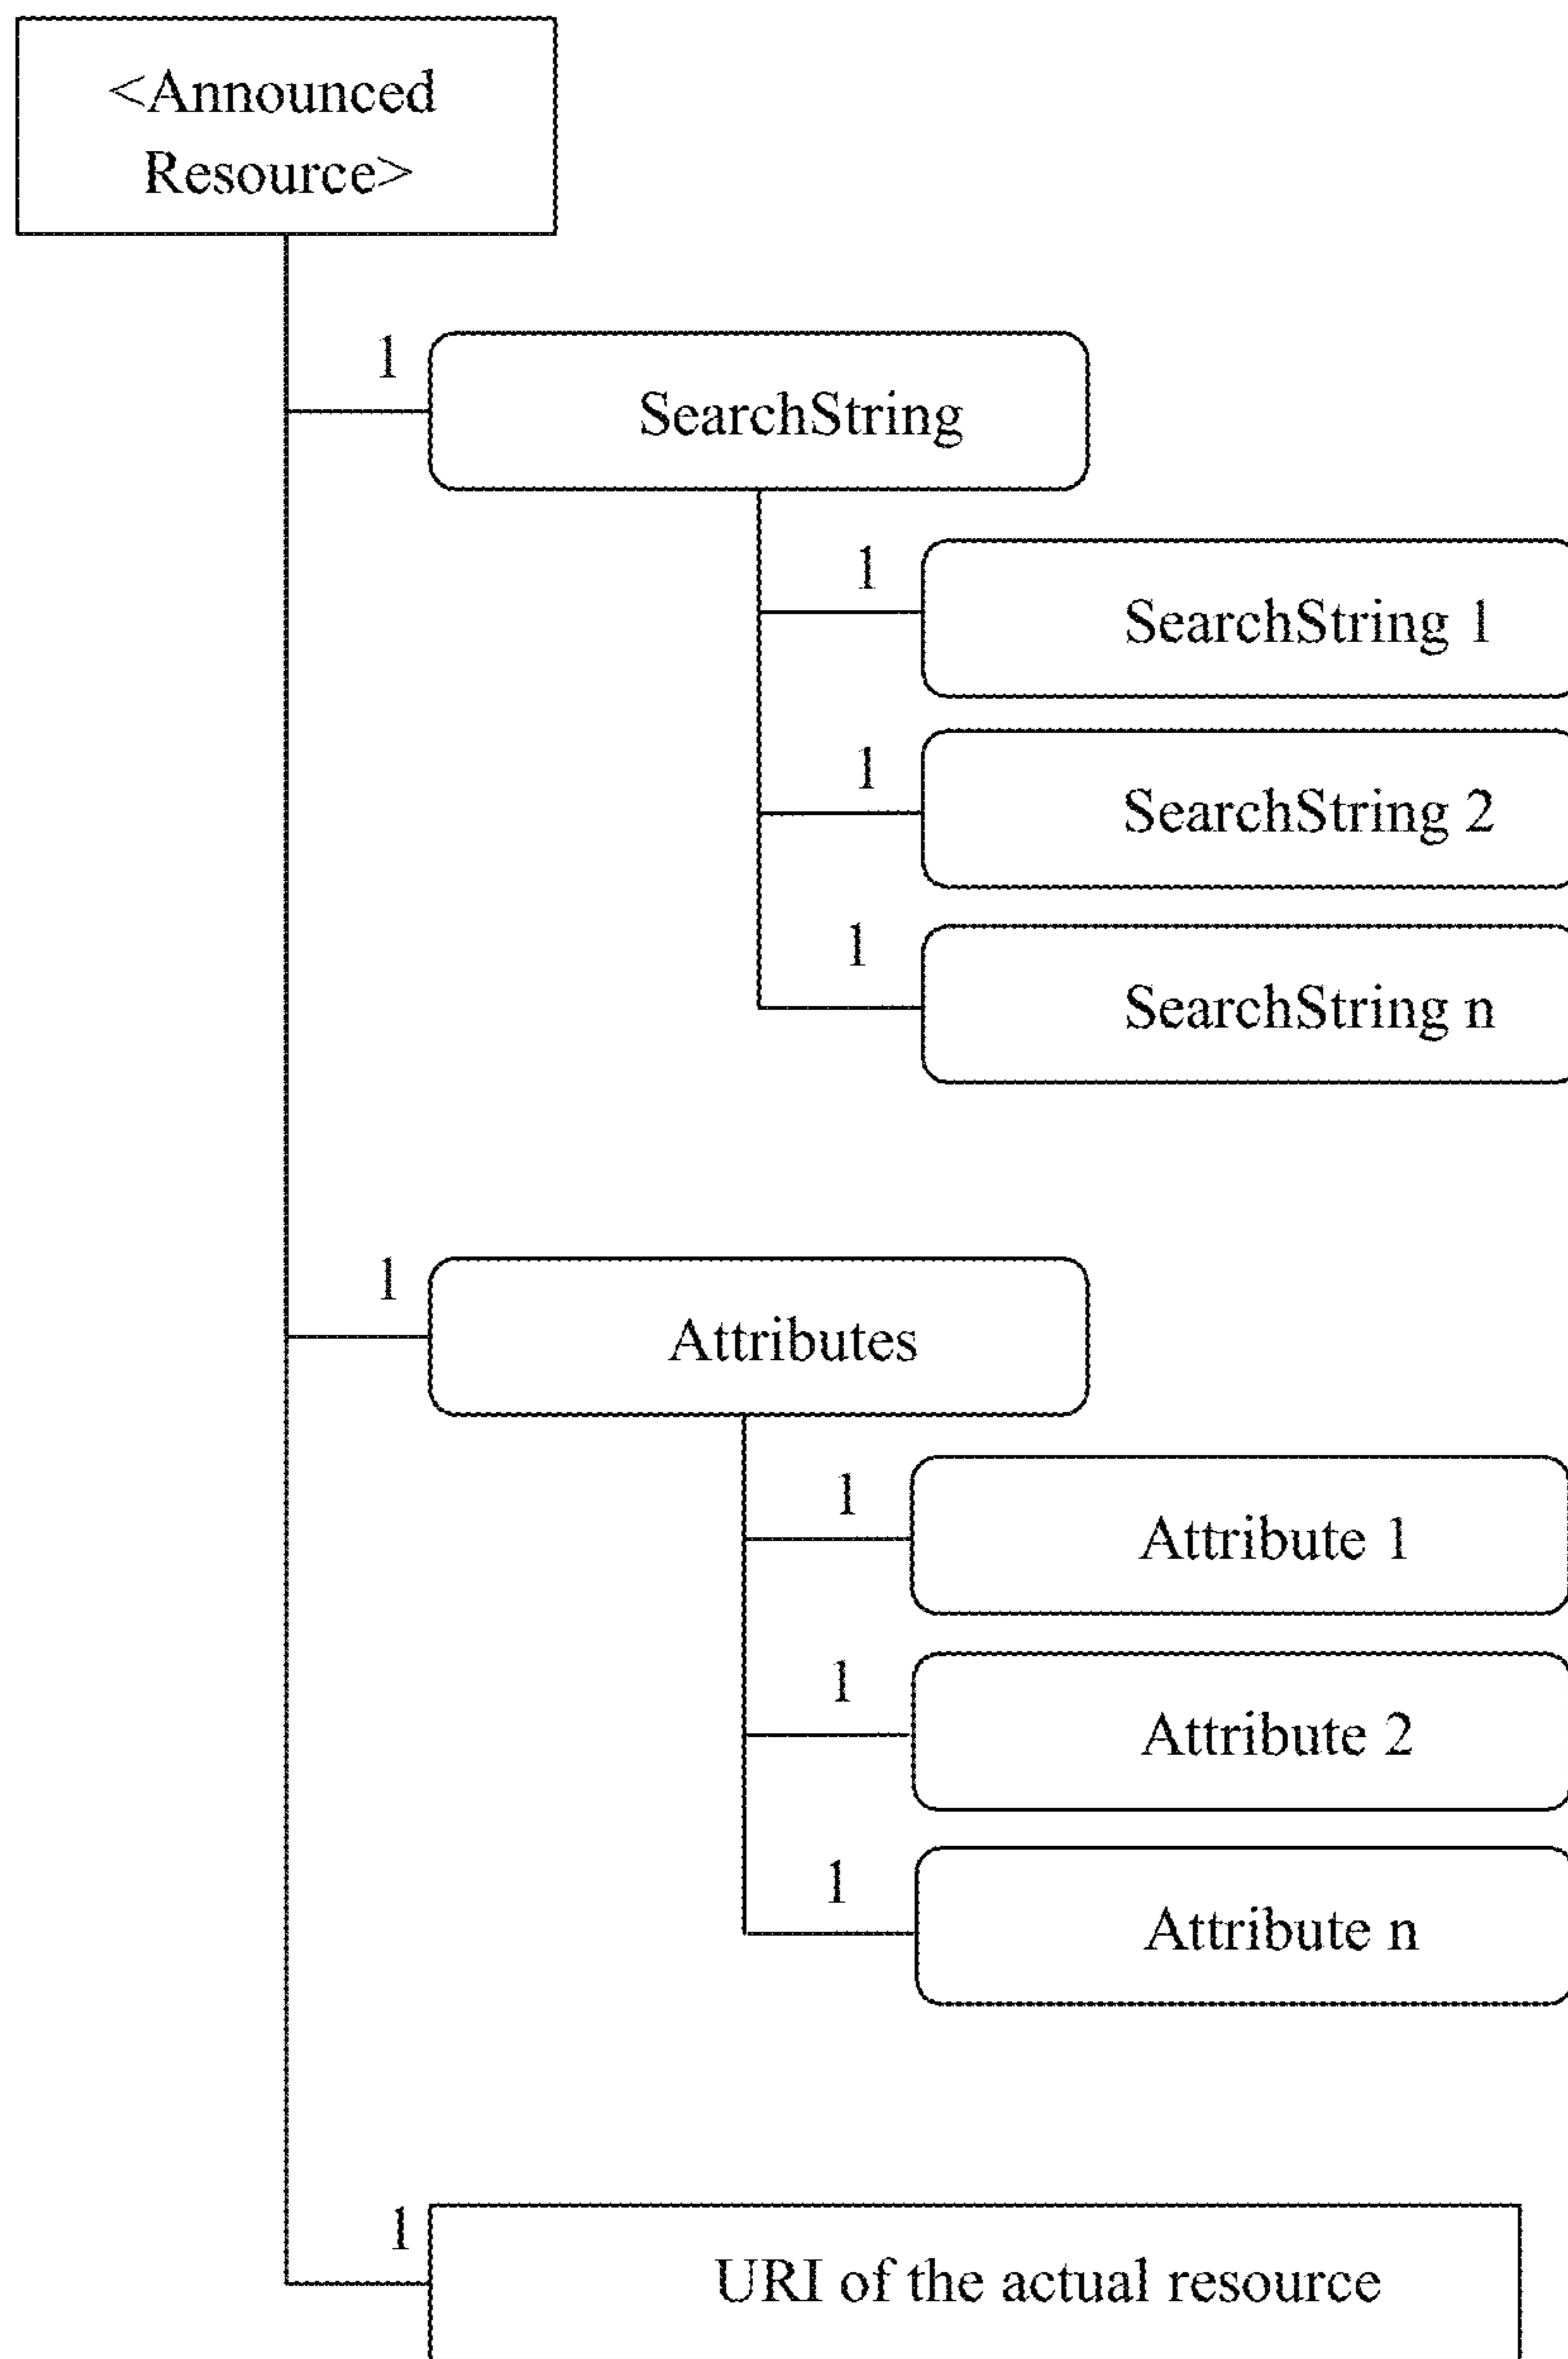 <Announced
Resource>
1
SearchString
1
SearchString 1
1
SearchString 2
1
SearchString n
1
Attributes
1
Attribute 1
1
Attribute 2
1
Attribute n
1
URI of the actual resource